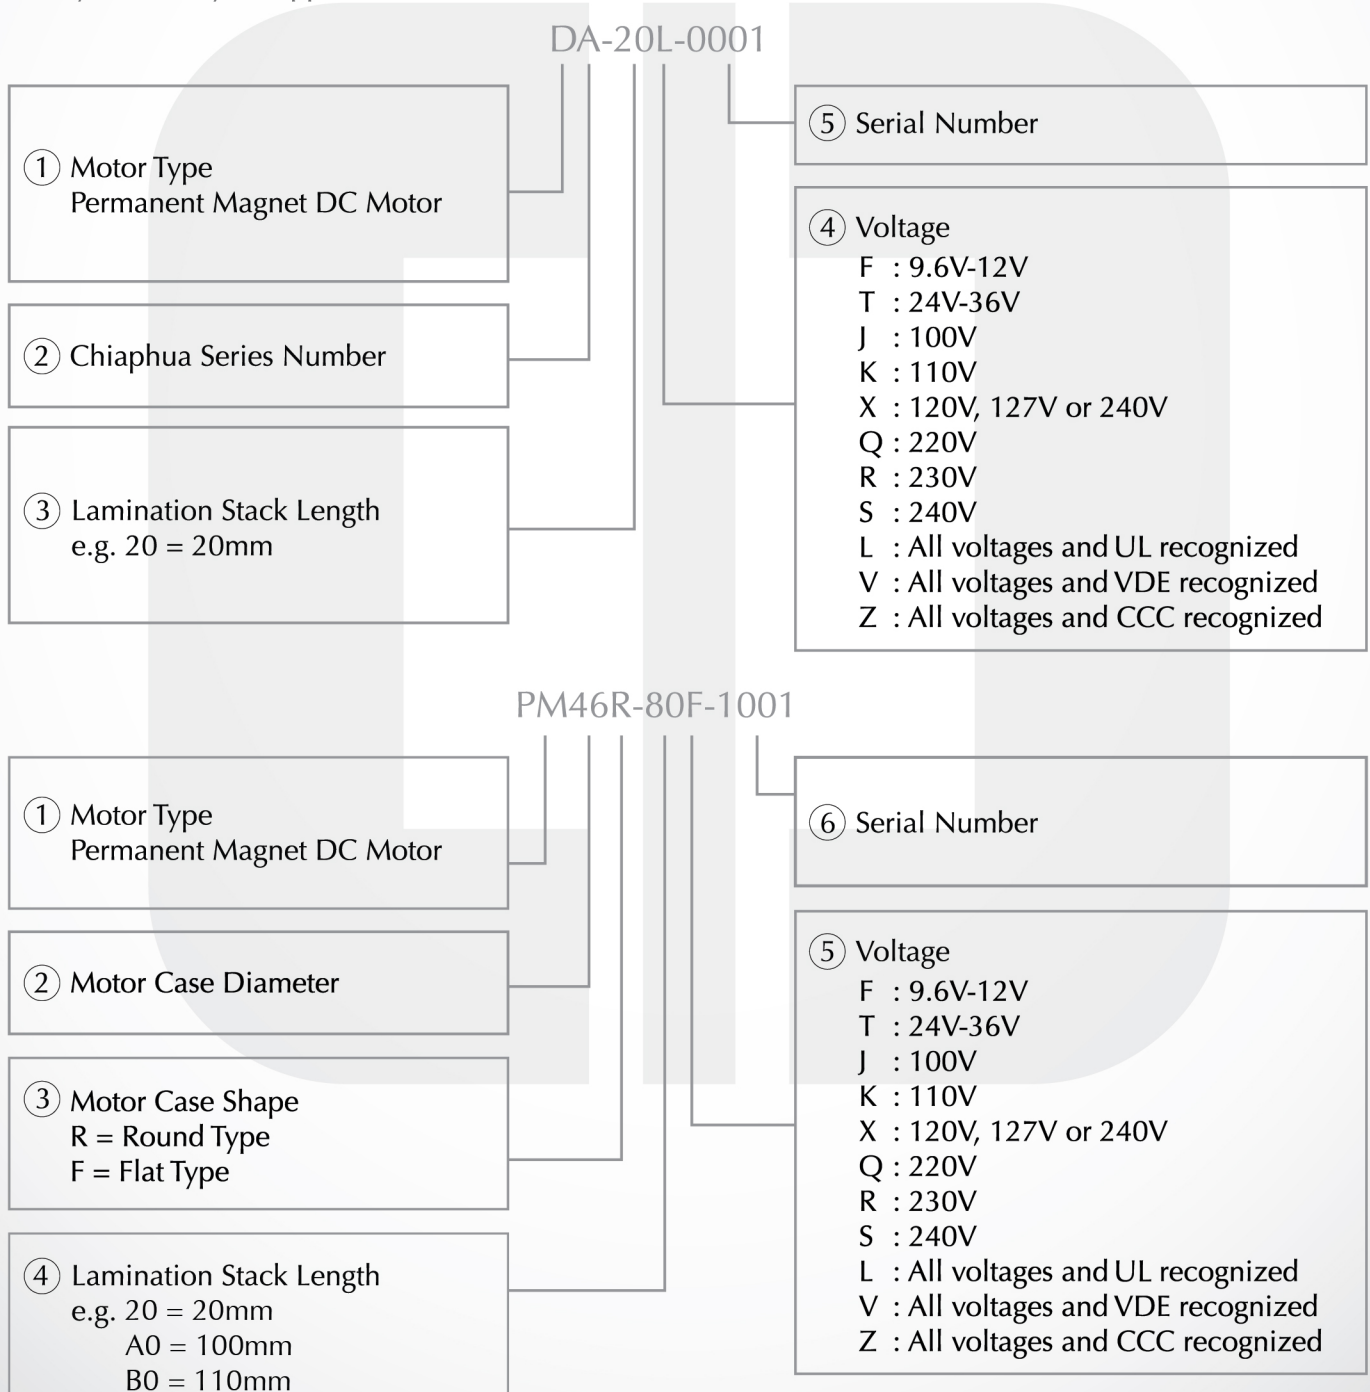 DA-20L-0001
① Motor Type
Permanent Magnet DC Motor
② Chiaphua Series Number
③ Lamination Stack Length
e.g. 20 = 20mm
⑤ Serial Number
④ Voltage
F : 9.6V-12V
T : 24V-36V
J : 100V
K : 110V
X : 120V, 127V or 240V
Q : 220V
R : 230V
S : 240V
L : All voltages and UL recognized
V : All voltages and VDE recognized
Z : All voltages and CCC recognized
PM46R-80F-1001
① Motor Type
Permanent Magnet DC Motor
② Motor Case Diameter
③ Motor Case Shape
R = Round Type
F = Flat Type
④ Lamination Stack Length
e.g. 20 = 20mm
A0 = 100mm
B0 = 110mm
⑥ Serial Number
⑤ Voltage
F : 9.6V-12V
T : 24V-36V
J : 100V
K : 110V
X : 120V, 127V or 240V
Q : 220V
R : 230V
S : 240V
L : All voltages and UL recognized
V : All voltages and VDE recognized
Z : All voltages and CCC recognized